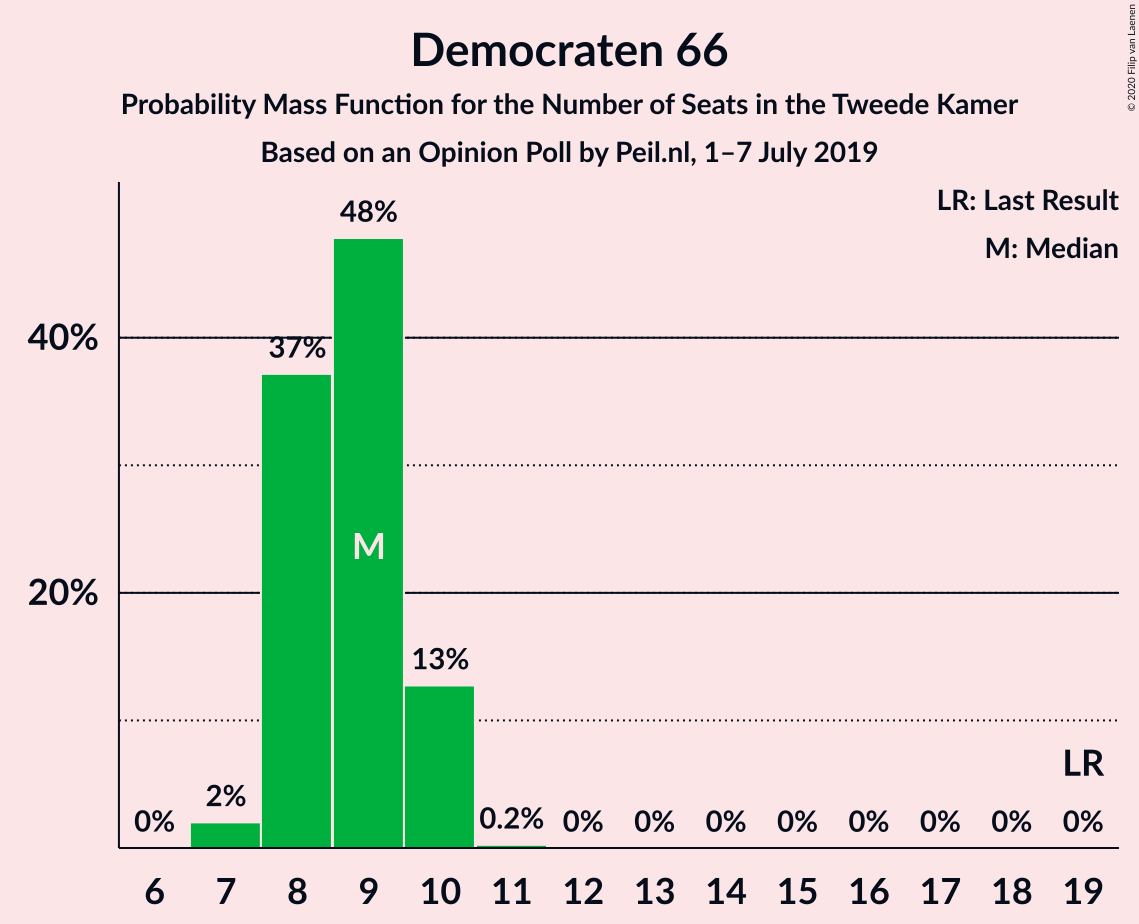 Democraten 66
Probability Mass Function for the Number of Seats in the Tweede Kamer
Based on an Opinion Poll by Peil.nl, 1–7 July 2019
© 2020 Filip van Laenen
LR: Last Result
M: Median
40%
20%
0%
2%
37%
48%
13%
0.2%
0%
0%
0%
0%
0%
0%
0%
0%
M
LR
6 7 8 9 10 11 12 13 14 15 16 17 18 19